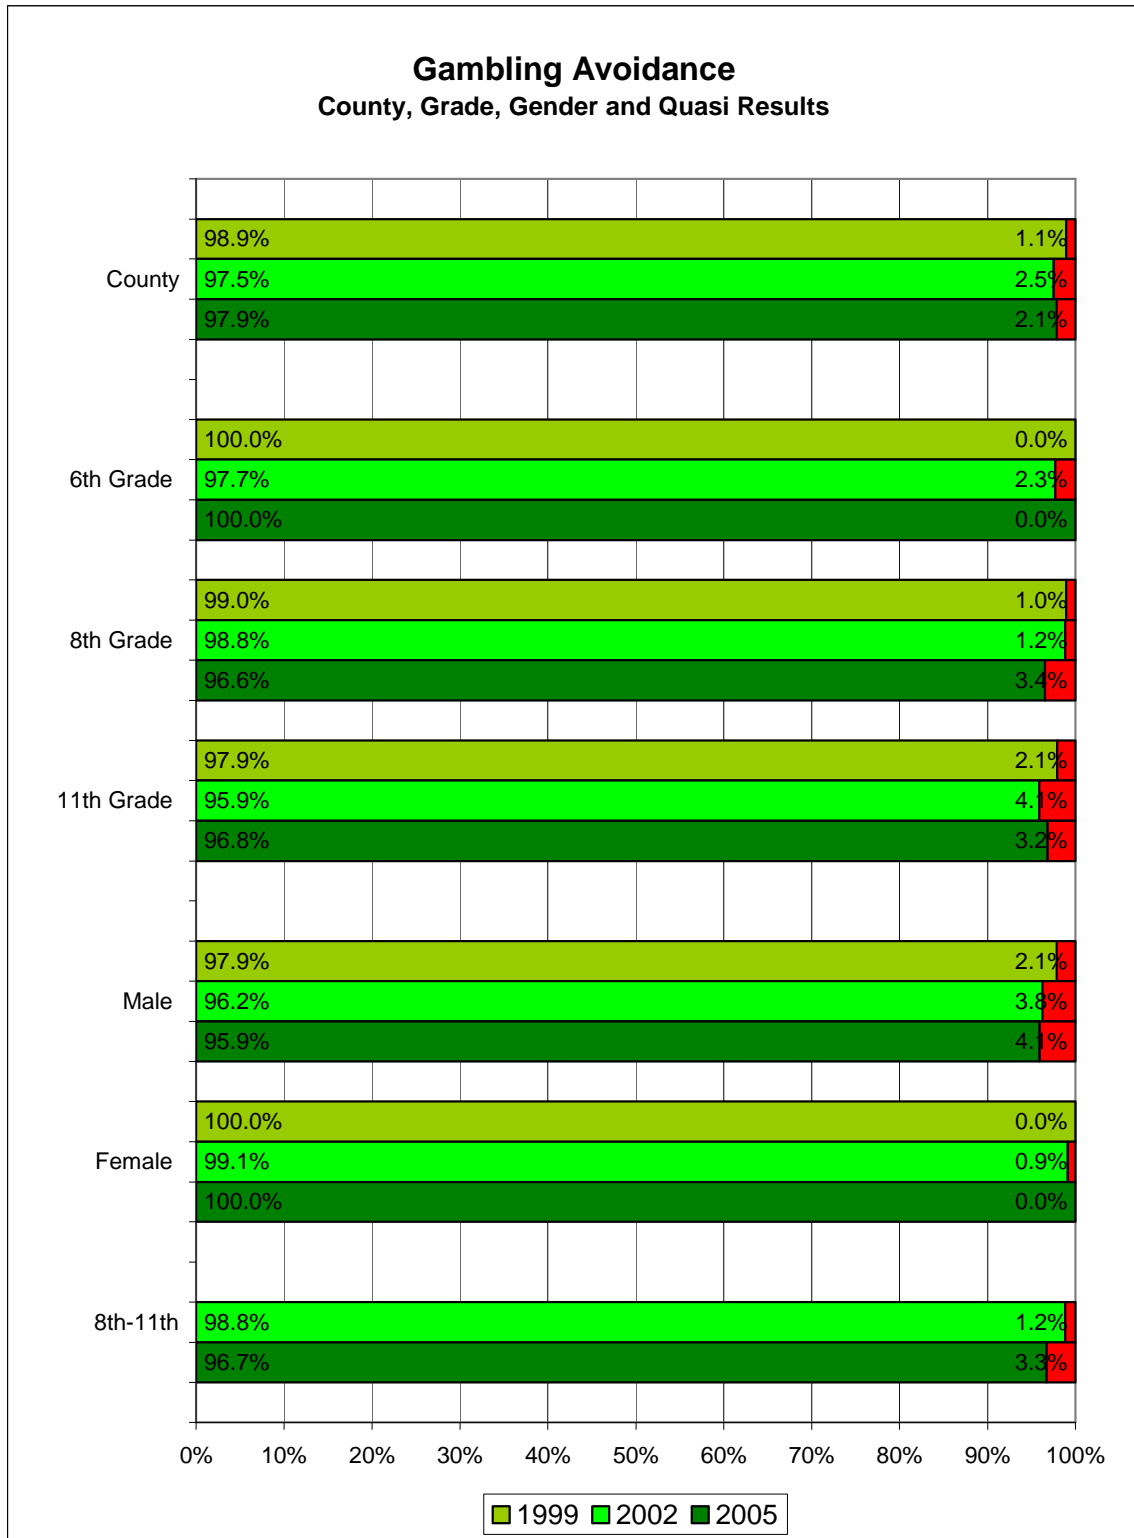 Gambling Avoidance
County, Grade, Gender and Quasi Results
98.9% 1.1%
County 97.5% 2.5%
97.9% 2.1%
100.0% 0.0%
6th Grade 97.7% 2.3%
100.0% 0.0%
99.0% 1.0%
8th Grade 98.8% 1.2%
96.6% 3.4%
97.9% 2.1%
11th Grade 95.9% 4.1%
96.8% 3.2%
97.9% 2.1%
Male 96.2% 3.8%
95.9% 4.1%
100.0% 0.0%
Female 99.1% 0.9%
100.0% 0.0%
8th-11th 98.8% 1.2%
96.7% 3.3%
0% 10% 20% 30% 40% 50% 60% 70% 80% 90% 100%
1999 2002 2005